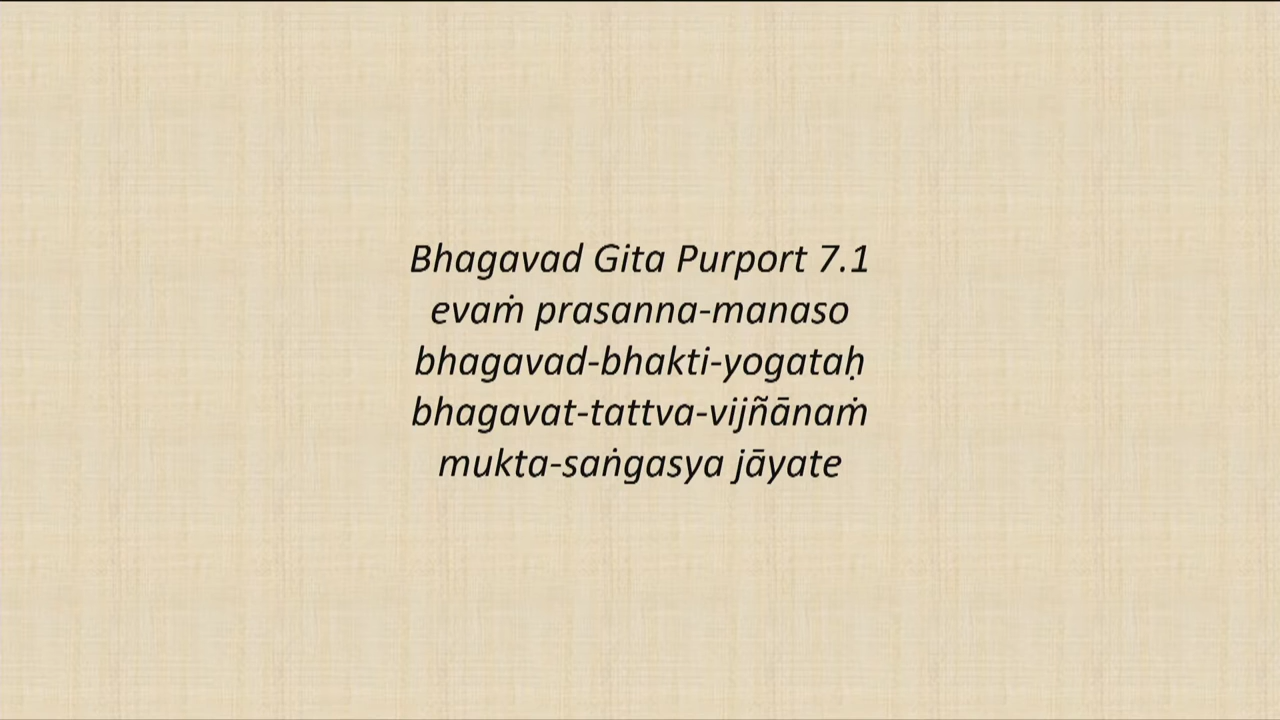 Bhagavad Gita Purport 7.1
evaṁ prasanna-manaso
bhagavad-bhakti-yogataḥ
bhagavat-tattva-vijñānaṁ
mukta-saṅgasya jāyate